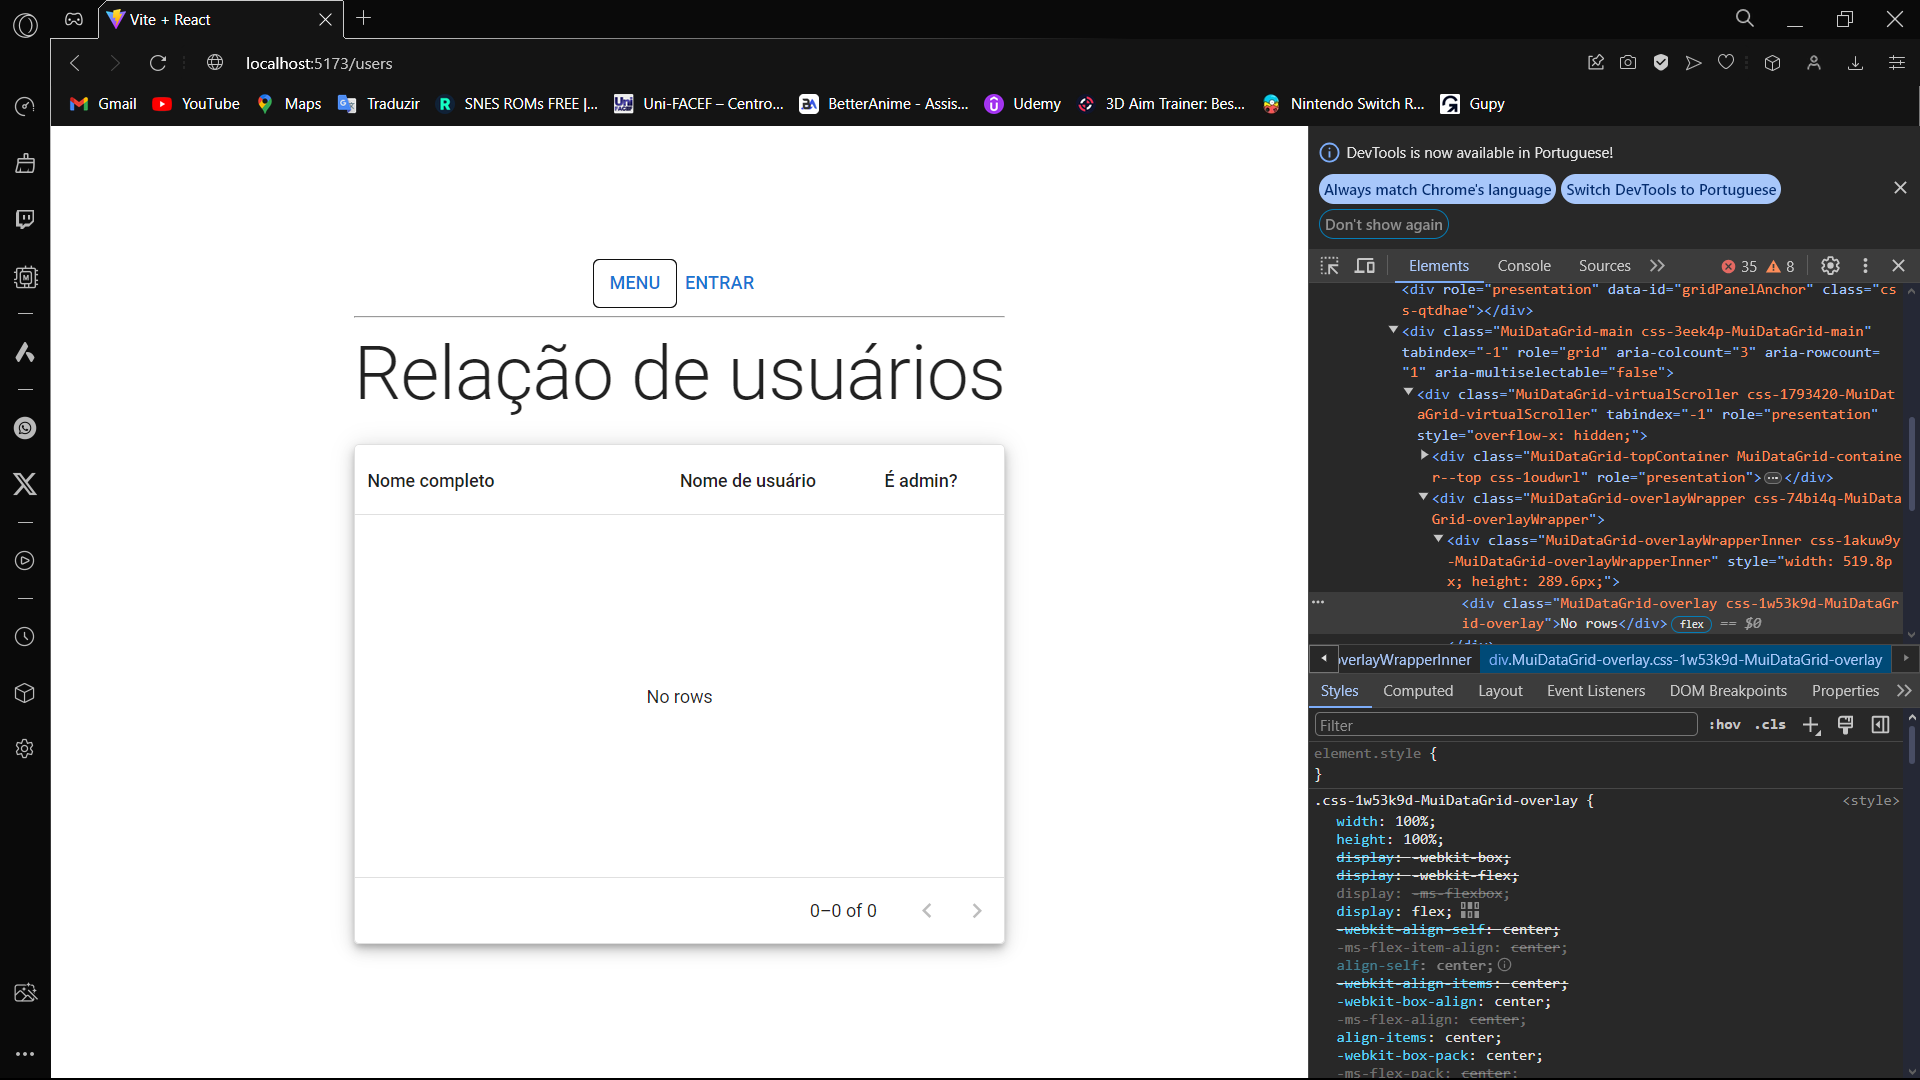 Vite + React
localhost:5173/users
Gmail
YouTube
Maps
Traduzir
SNES ROMs FREE |...
Uni-FACEF – Centro...
BetterAnime - Assis...
Udemy
3D Aim Trainer: Bes...
Nintendo Switch R...
Gupy
MENU
ENTRAR
Relação de usuários
Nome completo
Nome de usuário
É admin?
No rows
0–0 of 0
DevTools is now available in Portuguese!
Always match Chrome's language
Switch DevTools to Portuguese
Don't show again
Elements
Console
Sources
35
8
<div role="presentation" data-id="gridPanelAnchor" class="cs
s-qtdhae"></div>
<div class="MuiDataGrid-main css-3eek4p-MuiDataGrid-main"
tabindex="-1" role="grid" aria-colcount="3" aria-rowcount=
"1" aria-multiselectable="false">
<div class="MuiDataGrid-virtualScroller css-1793420-MuiDat
aGrid-virtualScroller" tabindex="-1" role="presentation"
style="overflow-x: hidden;">
<div class="MuiDataGrid-topContainer MuiDataGrid-containe
r--top css-1oudwrl" role="presentation"></div>
<div class="MuiDataGrid-overlayWrapper css-74bi4q-MuiData
Grid-overlayWrapper">
<div class="MuiDataGrid-overlayWrapperInner css-1akuw9y
-MuiDataGrid-overlayWrapperInner" style="width: 519.8p
x; height: 289.6px;">
<div class="MuiDataGrid-overlay css-1w53k9d-MuiDataGr
id-overlay">No rows</div> flex == $0
</div>
overlayWrapperInner
div.MuiDataGrid-overlay.css-1w53k9d-MuiDataGrid-overlay
Styles
Computed
Layout
Event Listeners
DOM Breakpoints
Properties
Filter
:hov
.cls
element.style {
}
.css-1w53k9d-MuiDataGrid-overlay {
<style>
width: 100%;
height: 100%;
display: -webkit-box;
display: -webkit-flex;
display: -ms-flexbox;
display: flex;
-webkit-align-self: center;
-ms-flex-item-align: center;
align-self: center;
-webkit-align-items: center;
-webkit-box-align: center;
-ms-flex-align: center;
align-items: center;
-webkit-box-pack: center;
-ms-flex-pack: center;